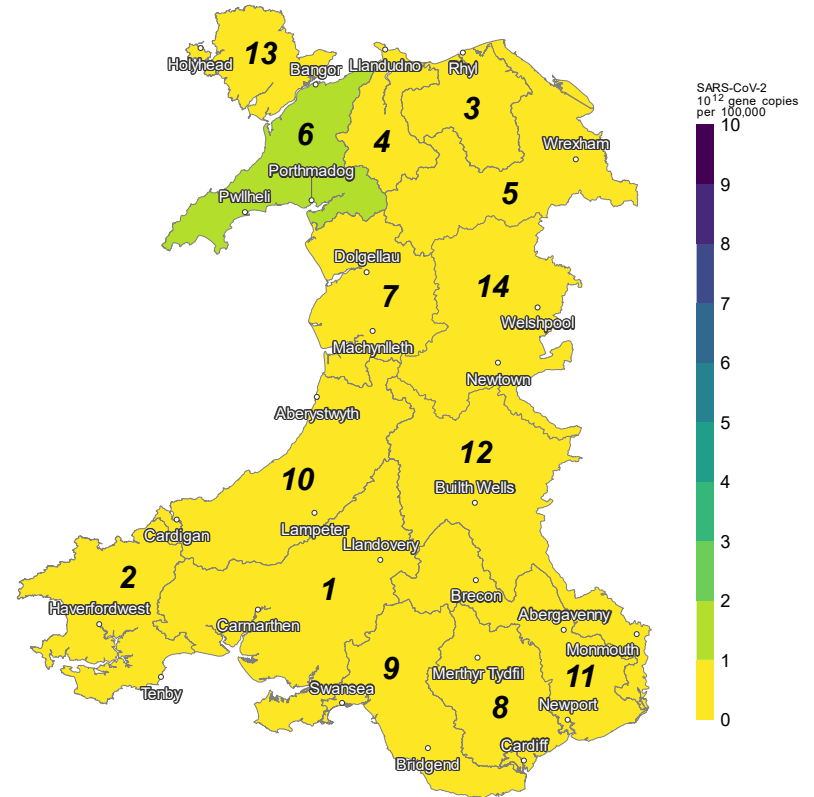 13
Holyhead
Bangor
Llandudno
Rhyl
3
6
4
Wrexham
Porthmadog
Pwllheli
5
Dolgellau
7
14
Welshpool
Machynlleth
Newtown
Aberystwyth
12
10
Builth Wells
Lampeter
Cardigan
Llandovery
2
1
Brecon
Haverfordwest
Carmarthen
Abergavenny
Monmouth
9
Merthyr Tydfil
11
Tenby
Swansea
8
Newport
Cardiff
Bridgend
SARS-CoV-2
10¹² gene copies
per 100,000
10
9
8
7
6
5
4
3
2
1
0